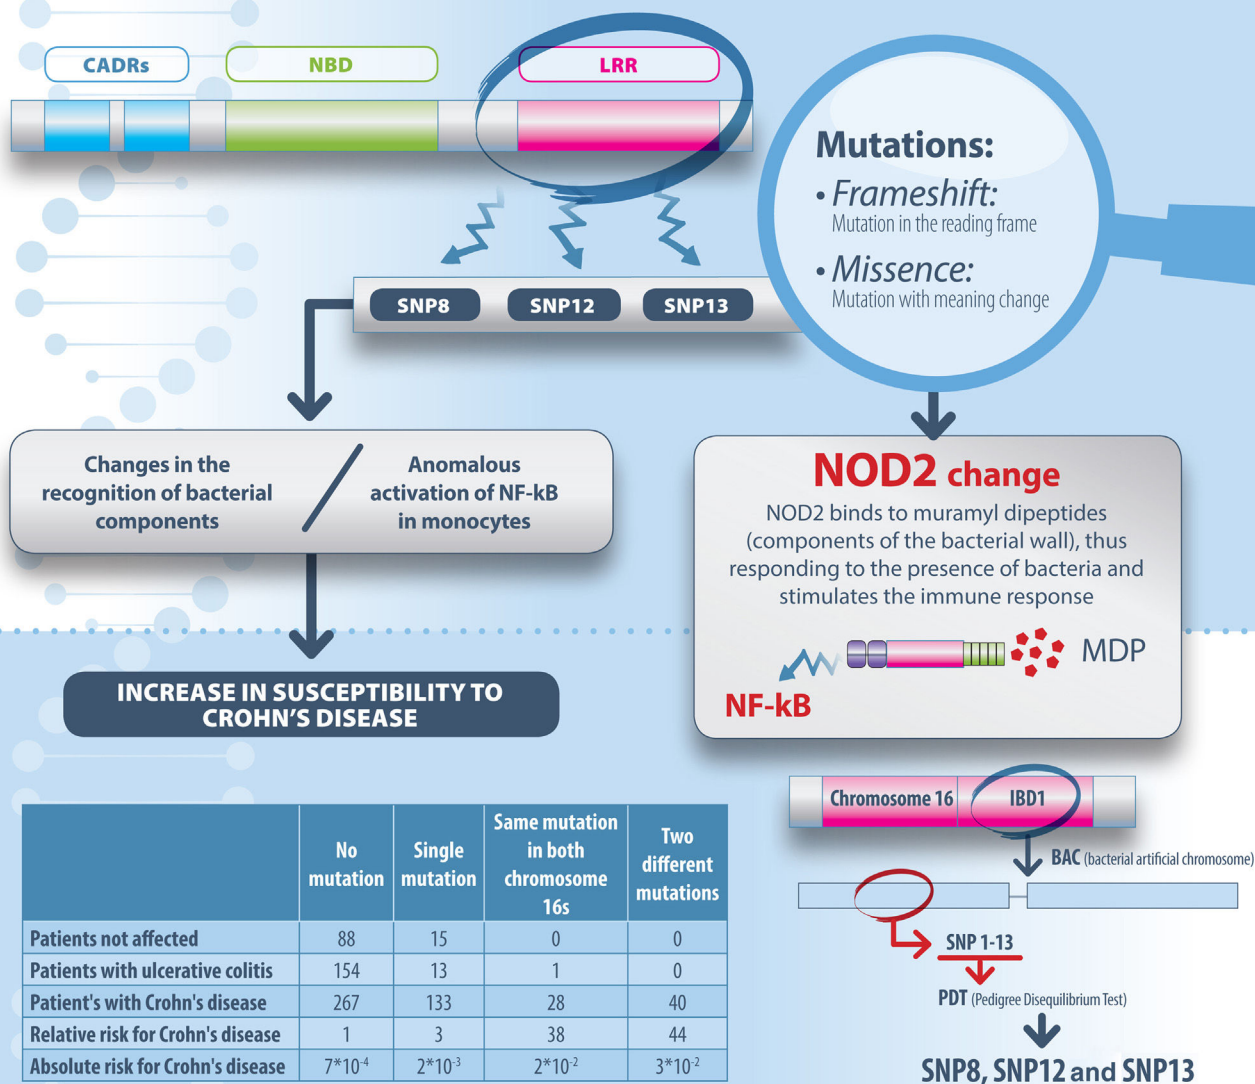 CADRs NBD LRR
Mutations:
• Frameshift:
Mutation in the reading frame
• Missence:
Mutation with meaning change
SNP8 SNP12 SNP13
Changes in the
recognition of bacterial
components
Anomalous
activation of NF-kB
in monocytes
NOD2 change
NOD2 binds to muramyl dipeptides
(components of the bacterial wall), thus
responding to the presence of bacteria and
stimulates the immune response
MDP
NF-kB
INCREASE IN SUSCEPTIBILITY TO
CROHN'S DISEASE
No
mutation
Single
mutation
Same mutation
in both
chromosome
16s
Two
different
mutations
Patients not affected 88 15 0 0
Patients with ulcerative colitis 154 13 1 0
Patient's with Crohn's disease 267 133 28 40
Relative risk for Crohn's disease 1 3 38 44
Absolute risk for Crohn's disease 7*10⁻⁴ 2*10⁻³ 2*10⁻² 3*10⁻²
Chromosome 16 IBD1
BAC (bacterial artificial chromosome)
SNP 1-13
PDT (Pedigree Disequilibrium Test)
SNP8, SNP12 and SNP13